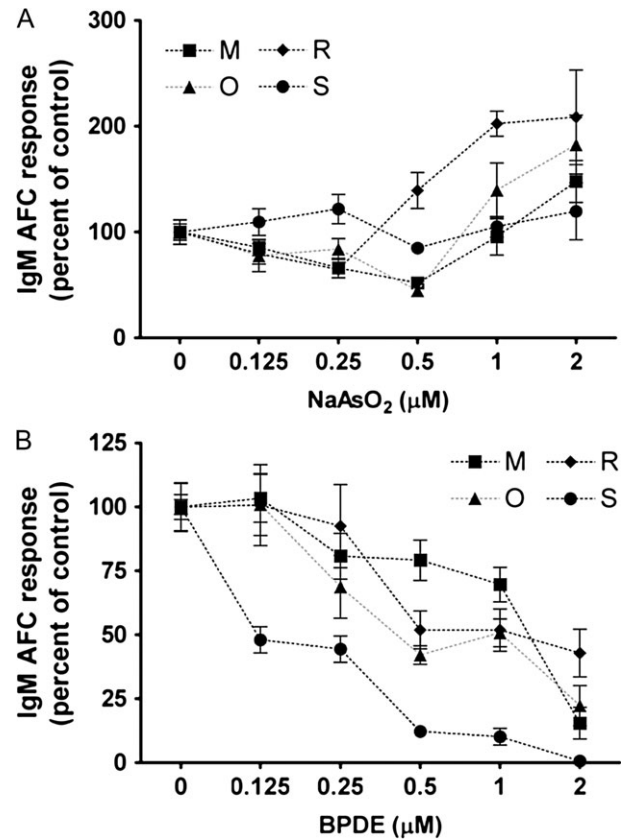 A
300
200
100
0
IgM AFC response
(percent of control)
M R
O S
0 0.125 0.25 0.5 1 2
NaAsO₂ (μM)
B
125
100
75
50
25
0
IgM AFC response
(percent of control)
M R
O S
0 0.125 0.25 0.5 1 2
BPDE (μM)